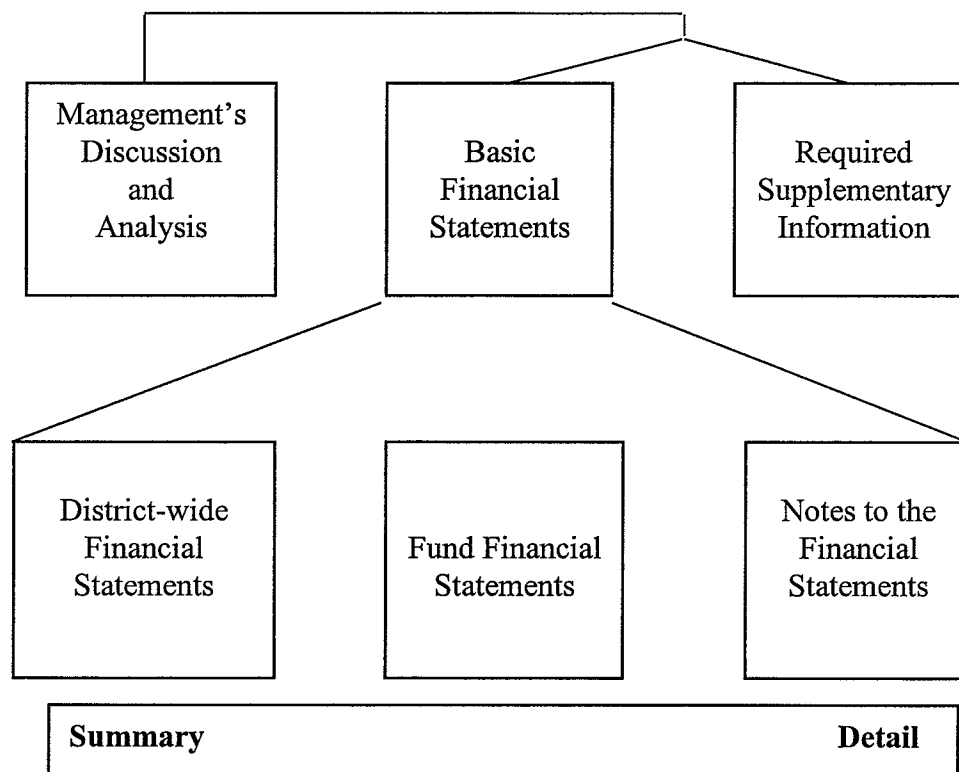 Management’s
Discussion
and
Analysis
Basic
Financial
Statements
Required
Supplementary
Information
District-wide
Financial
Statements
Fund Financial
Statements
Notes to the
Financial
Statements
Summary Detail